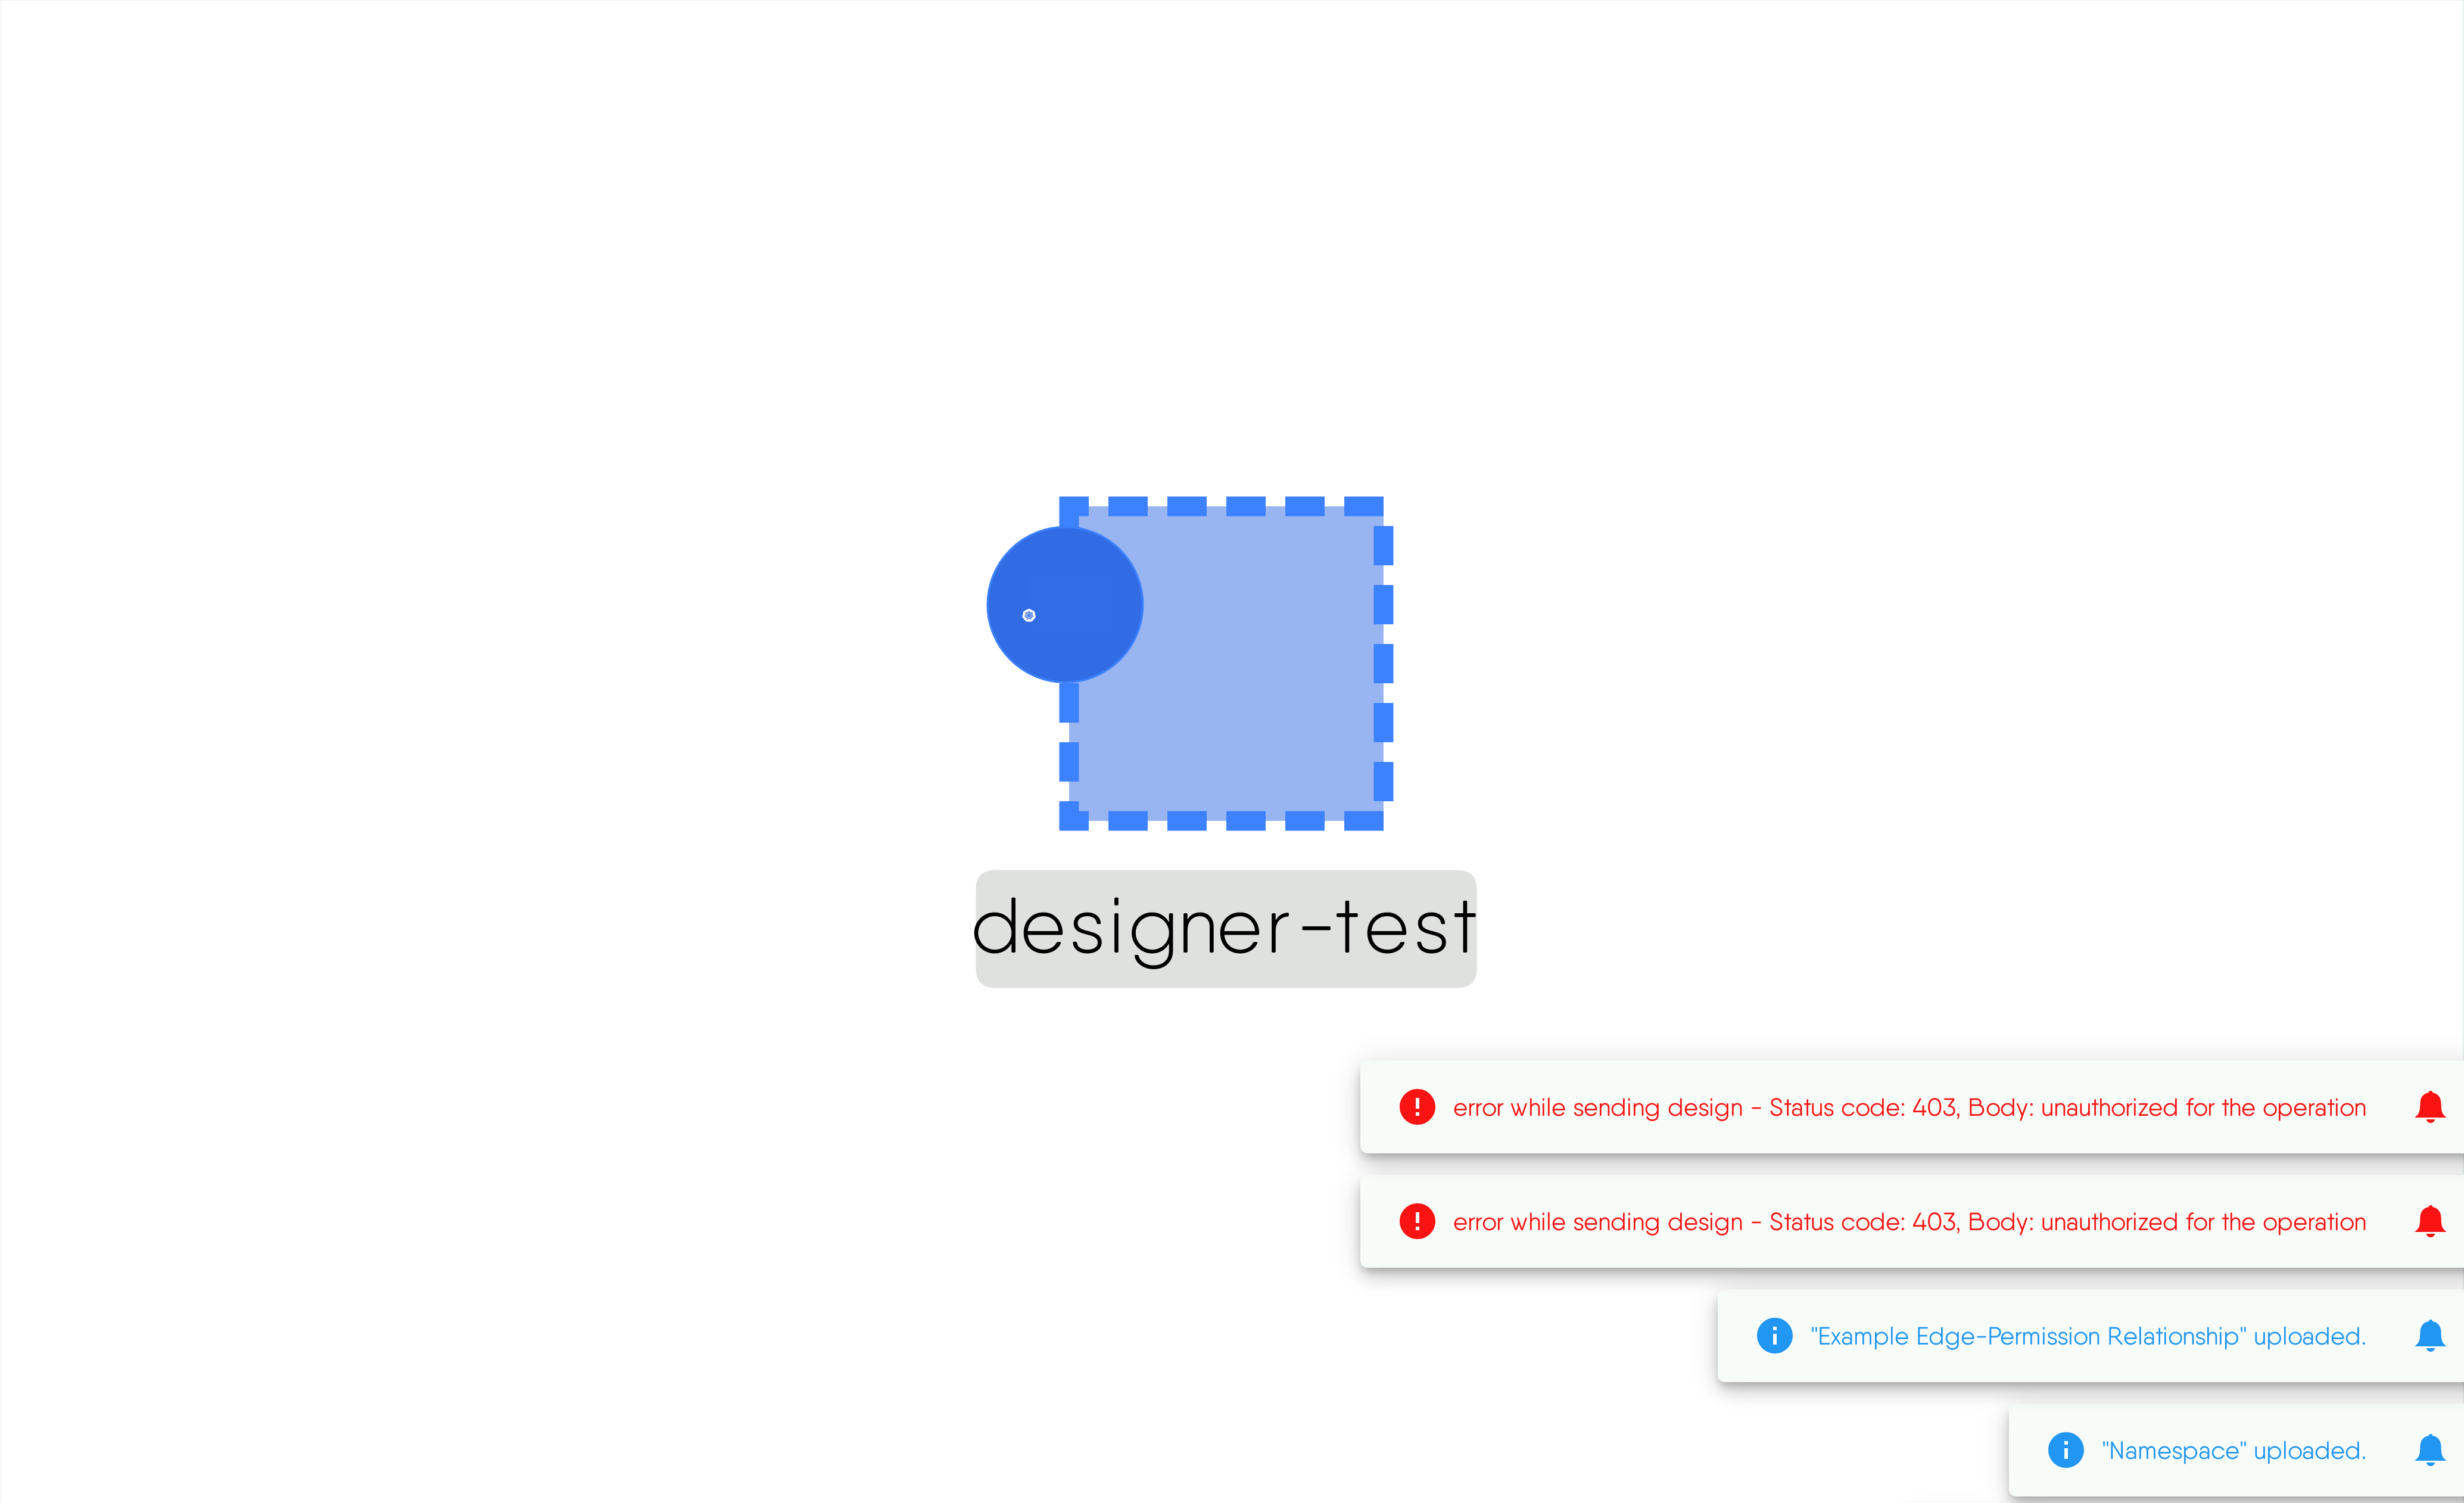 designer-test
error while sending design - Status code: 403, Body: unauthorized for the operation
error while sending design - Status code: 403, Body: unauthorized for the operation
"Example Edge-Permission Relationship" uploaded.
"Namespace" uploaded.